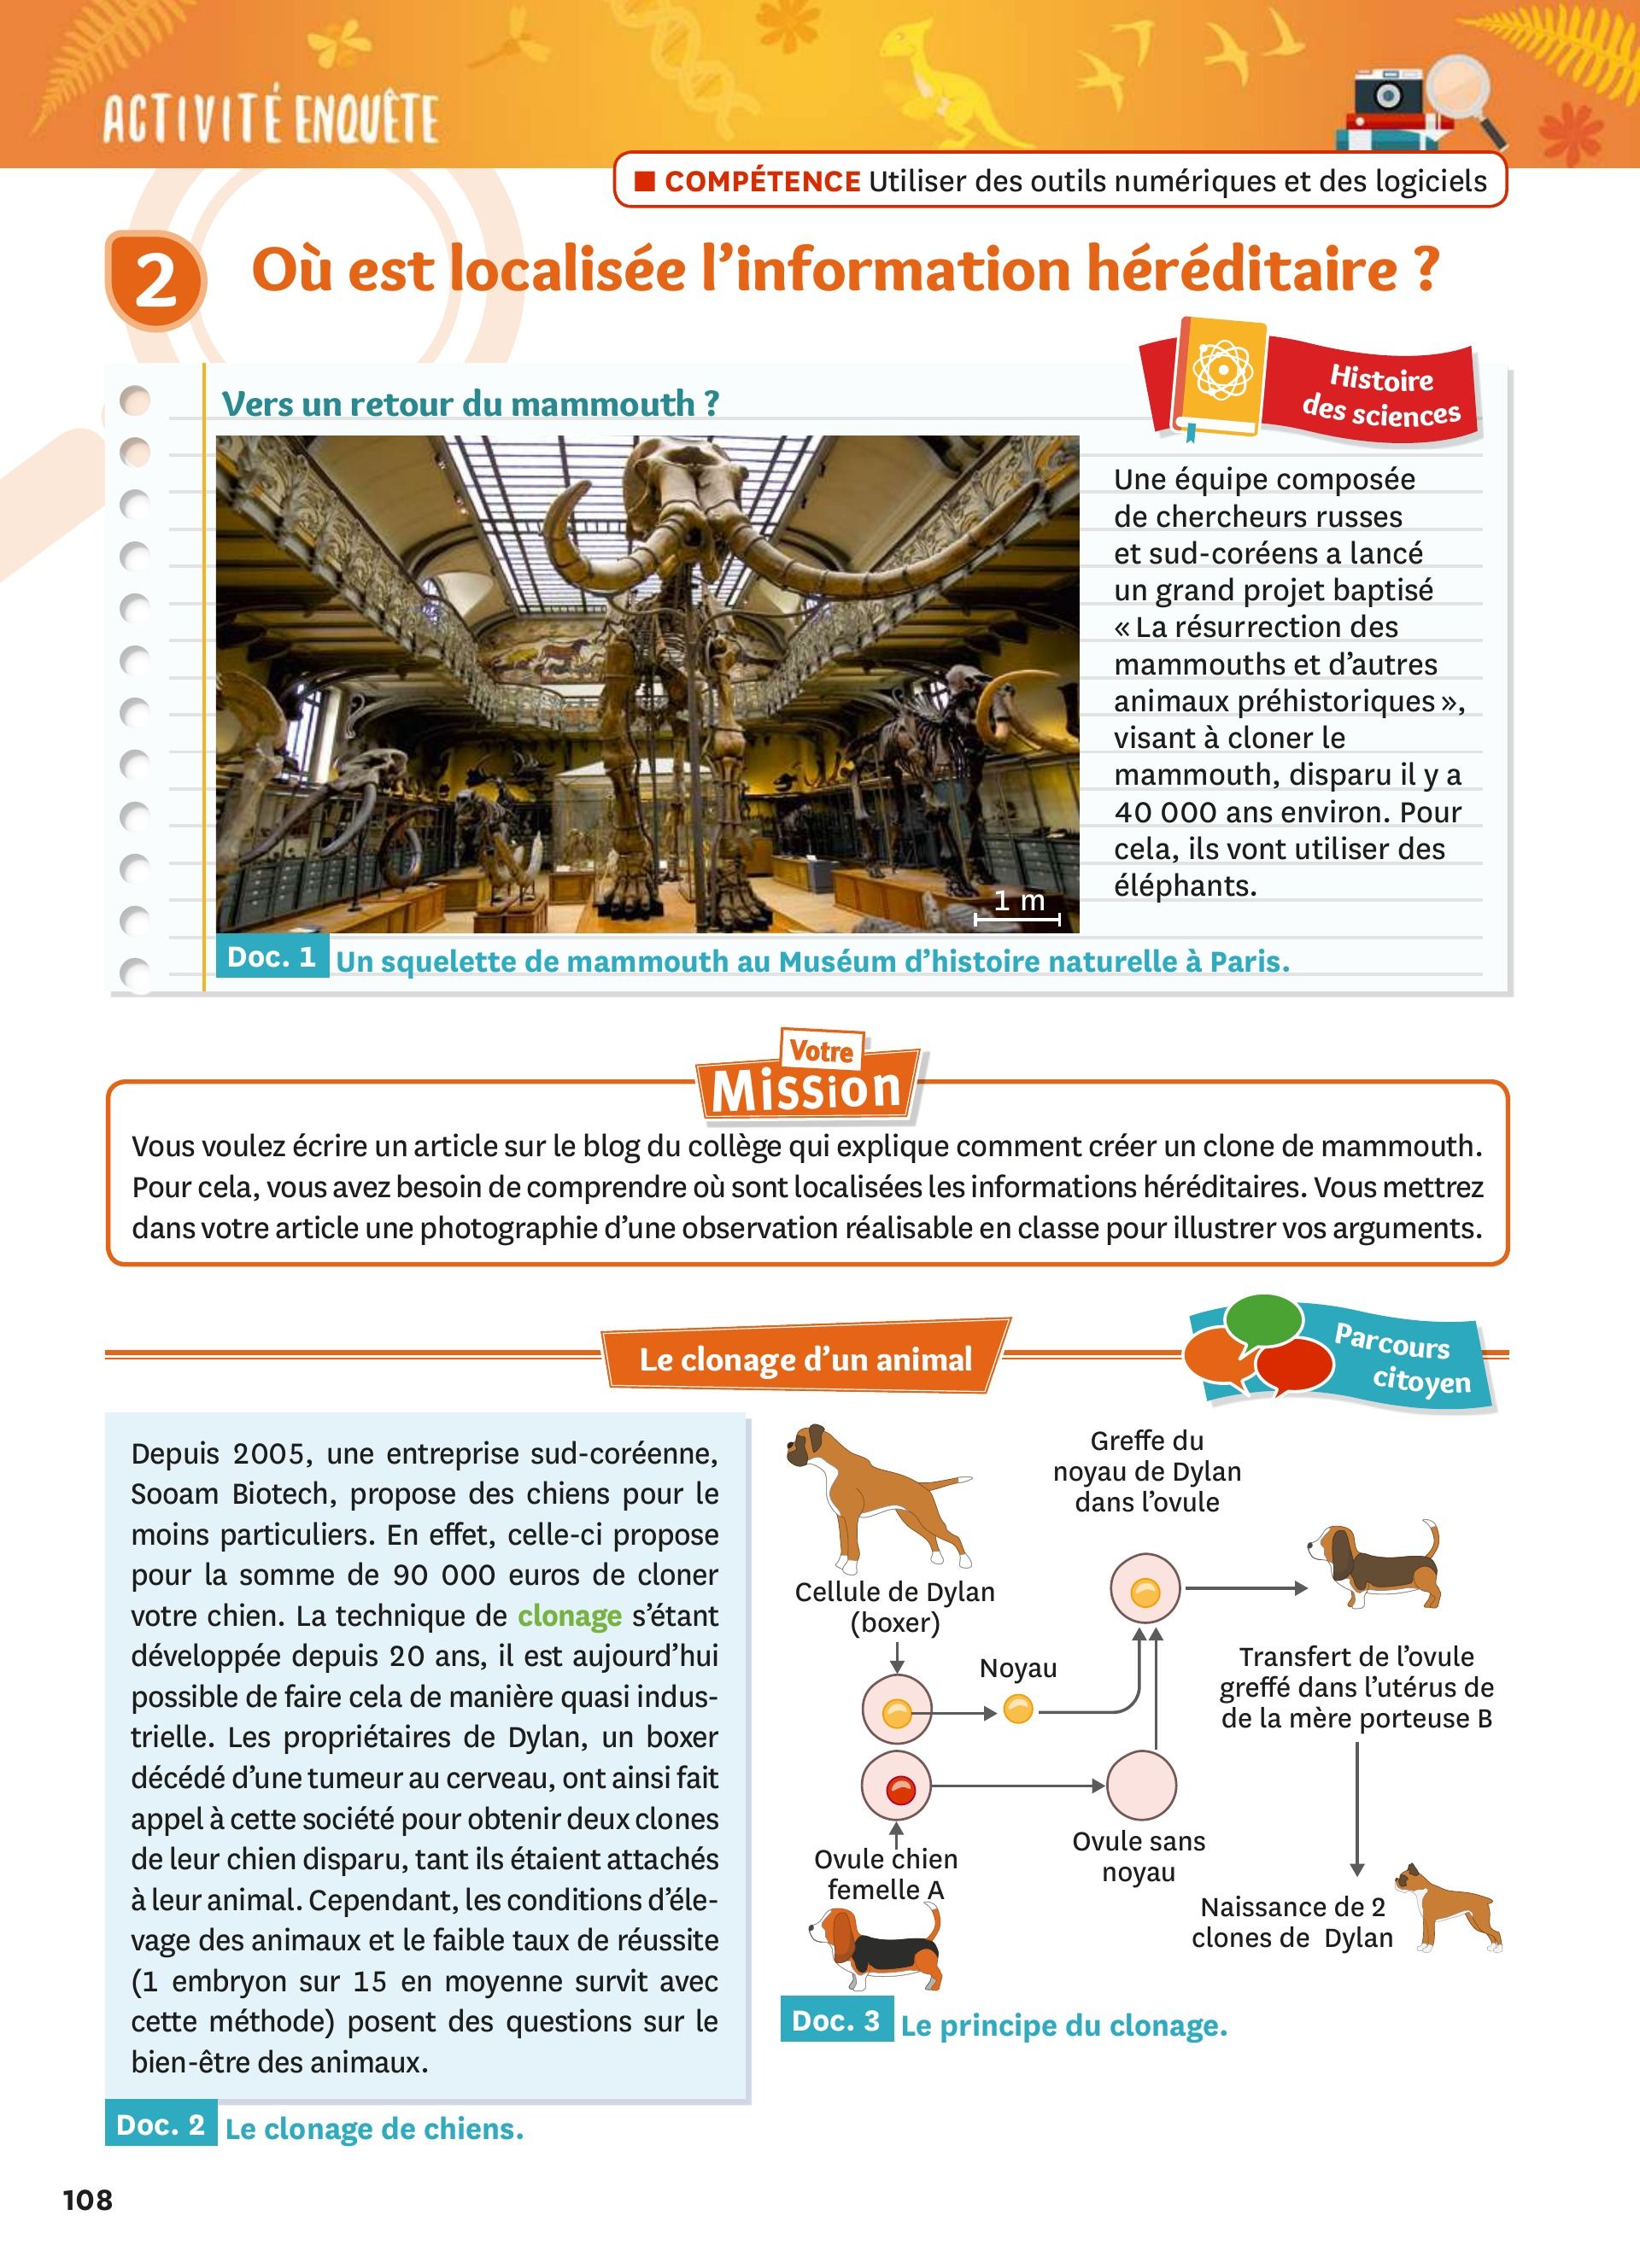 ACTIVITÉ ENQUÊTE
■ COMPÉTENCE Utiliser des outils numériques et des logiciels
2 Où est localisée l'information héréditaire ?
Histoire
des sciences
Vers un retour du mammouth ?
Une équipe composée
de chercheurs russes
et sud-coréens a lancé
un grand projet baptisé
« La résurrection des
mammouths et d'autres
animaux préhistoriques »,
visant à cloner le
mammouth, disparu il y a
40 000 ans environ. Pour
cela, ils vont utiliser des
éléphants.
1 m
Doc. 1 Un squelette de mammouth au Muséum d'histoire naturelle à Paris.
Votre
Mission
Vous voulez écrire un article sur le blog du collège qui explique comment créer un clone de mammouth.
Pour cela, vous avez besoin de comprendre où sont localisées les informations héréditaires. Vous mettrez
dans votre article une photographie d'une observation réalisable en classe pour illustrer vos arguments.
Le clonage d'un animal
Parcours
citoyen
Depuis 2005, une entreprise sud-coréenne,
Sooam Biotech, propose des chiens pour le
moins particuliers. En effet, celle-ci propose
pour la somme de 90 000 euros de cloner
votre chien. La technique de clonage s'étant
développée depuis 20 ans, il est aujourd'hui
possible de faire cela de manière quasi indus-
trielle. Les propriétaires de Dylan, un boxer
décédé d'une tumeur au cerveau, ont ainsi fait
appel à cette société pour obtenir deux clones
de leur chien disparu, tant ils étaient attachés
à leur animal. Cependant, les conditions d'éle-
vage des animaux et le faible taux de réussite
(1 embryon sur 15 en moyenne survit avec
cette méthode) posent des questions sur le
bien-être des animaux.
Doc. 2 Le clonage de chiens.
Greffe du
noyau de Dylan
dans l'ovule
Cellule de Dylan
(boxer)
Noyau
Transfert de l'ovule
greffé dans l'utérus de
de la mère porteuse B
Ovule chien
femelle A
Ovule sans
noyau
Naissance de 2
clones de Dylan
Doc. 3 Le principe du clonage.
108